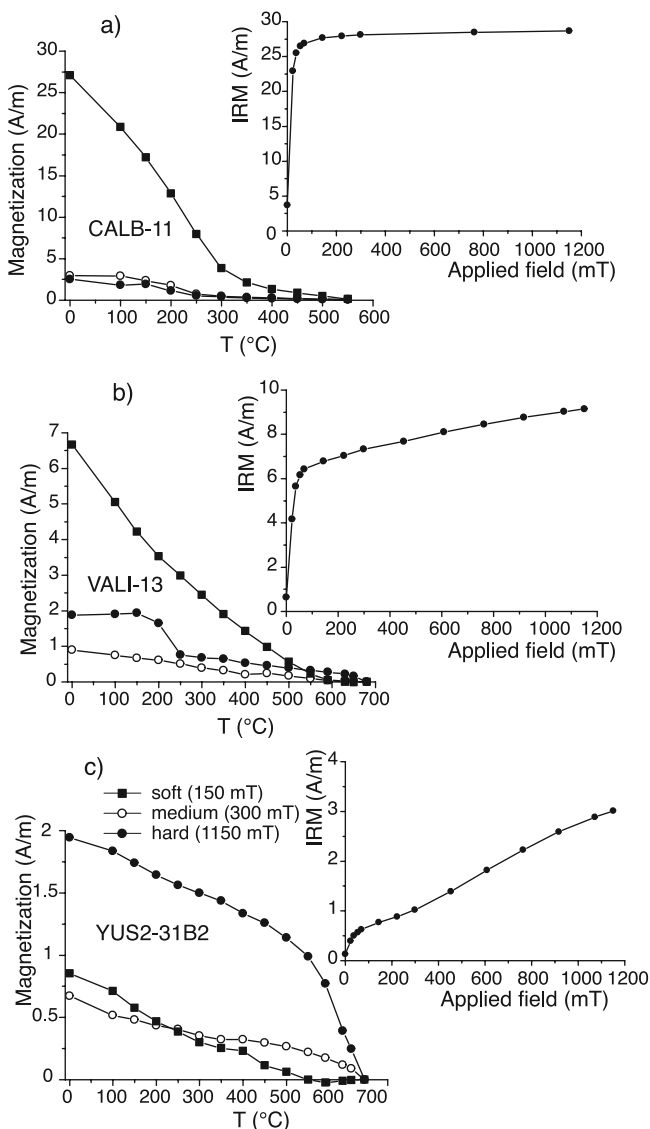 a)
Magnetization (A/m)
30
25
20
15
10
5
0
CALB-11
0 100 200 300 400 500 600
T (°C)
IRM (A/m)
35
30
25
20
15
10
5
0
0 200 400 600 800 1000 1200
Applied field (mT)
b)
Magnetization (A/m)
7
6
5
4
3
2
1
0
VALI-13
0 100 200 300 400 500 600 700
T (°C)
IRM (A/m)
10
8
6
4
2
0
0 200 400 600 800 1000 1200
Applied field (mT)
c)
soft (150 mT)
medium (300 mT)
hard (1150 mT)
Magnetization (A/m)
2
1.5
1
0.5
0
YUS2-31B2
0 100 200 300 400 500 600 700
T (°C)
IRM (A/m)
4
3
2
1
0
0 200 400 600 800 1000 1200
Applied field (mT)